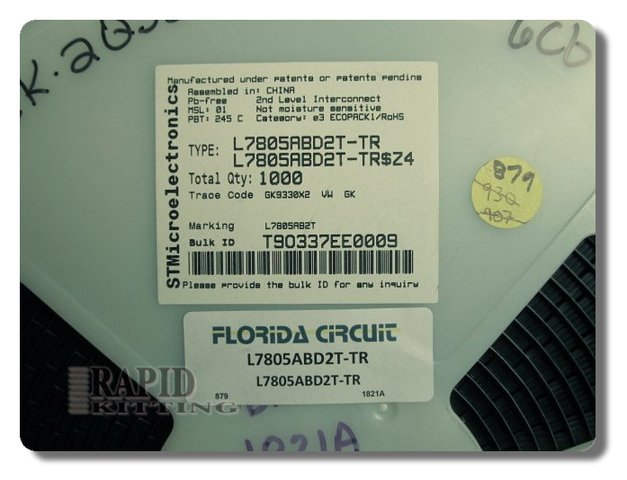 6Cb
Manufactured under patents or patents pending
Assembled in: CHINA
Pb-free 2nd Level Interconnect
MSL: 01 Not moisture sensitive
PBT: 245 C Category: e3 ECOPACK1/RoHS
TYPE: L7805ABD2T-TR
L7805ABD2T-TR$Z4
Total Qty: 1000
Trace Code GK9330X2 VW GK
Marking L7805AB2T
Bulk ID T90337EE0009
Please provide the bulk ID for any inquiry
STMicroelectronics
879
930
907
FLORIDA CIRCUIT
L7805ABD2T-TR
L7805ABD2T-TR
879 1821A
RAPID
KITTING
1821A